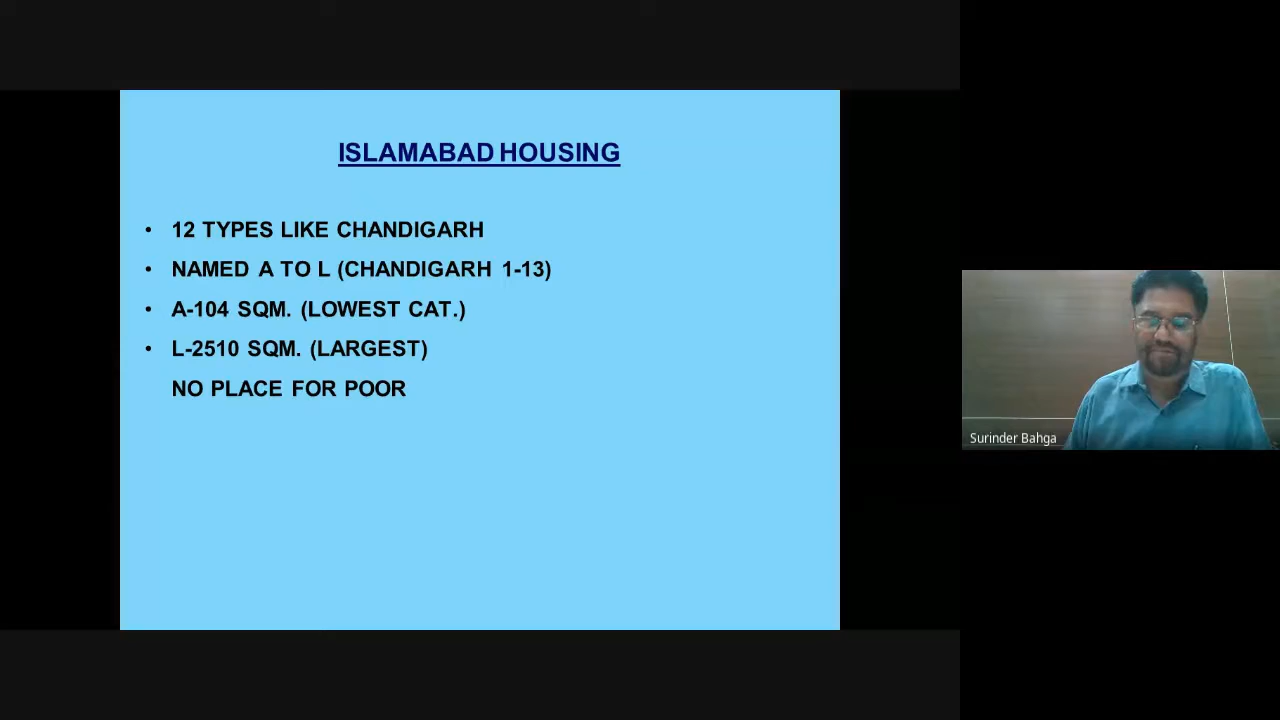 ISLAMABAD HOUSING
• 12 TYPES LIKE CHANDIGARH
• NAMED A TO L (CHANDIGARH 1-13)
• A-104 SQM. (LOWEST CAT.)
• L-2510 SQM. (LARGEST)
NO PLACE FOR POOR
Surinder Bahga